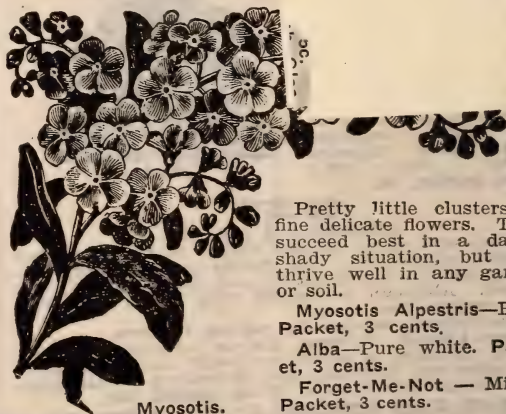 Pretty little clusters
fine delicate flowers.
succeed best in a
shady situation, but
thrive well in any
or soil.
Myosotis Alpestris—
Packet, 3 cents.
Alba—Pure white.
et, 3 cents.
Forget-Me-Not —
Packet, 3 cents.
Myosotis.